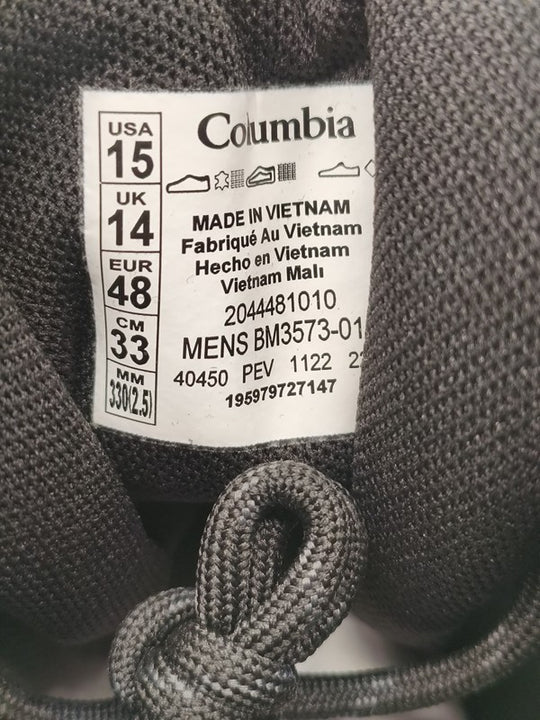 USA
15
UK
14
EUR
48
CM
33
MM
330(2.5)
Columbia
MADE IN VIETNAM
Fabriqué Au Vietnam
Hecho en Vietnam
Vietnam Malı
2044481010
MENS BM3573-01
40450 PEV 1122
195979727147